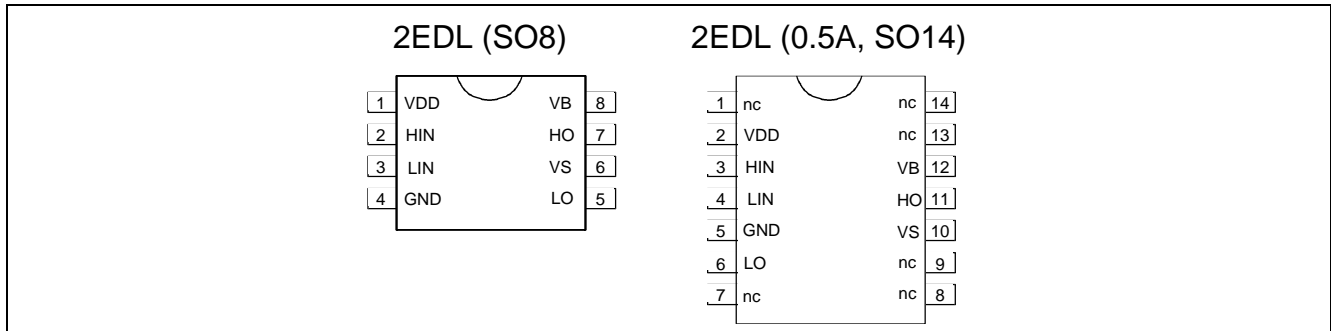 2EDL (SO8)
1 VDD VB 8
2 HIN HO 7
3 LIN VS 6
4 GND LO 5
2EDL (0.5A, SO14)
1 nc nc 14
2 VDD nc 13
3 HIN VB 12
4 LIN HO 11
5 GND VS 10
6 LO nc 9
7 nc nc 8